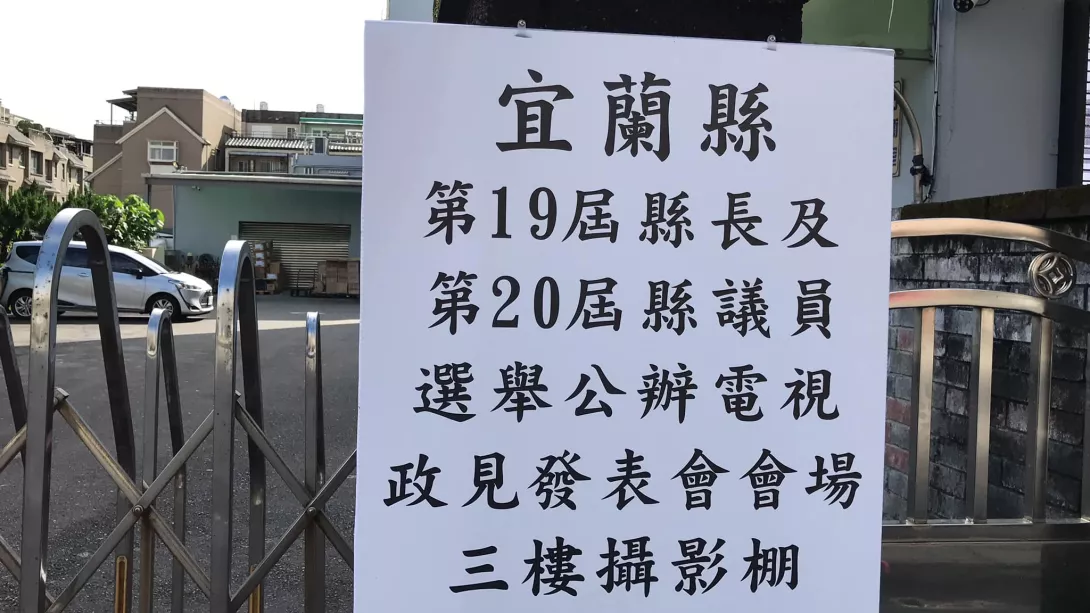 宜蘭縣
第19屆縣長及
第20屆縣議員
選舉公辦電視
政見發表會會場
三樓攝影棚